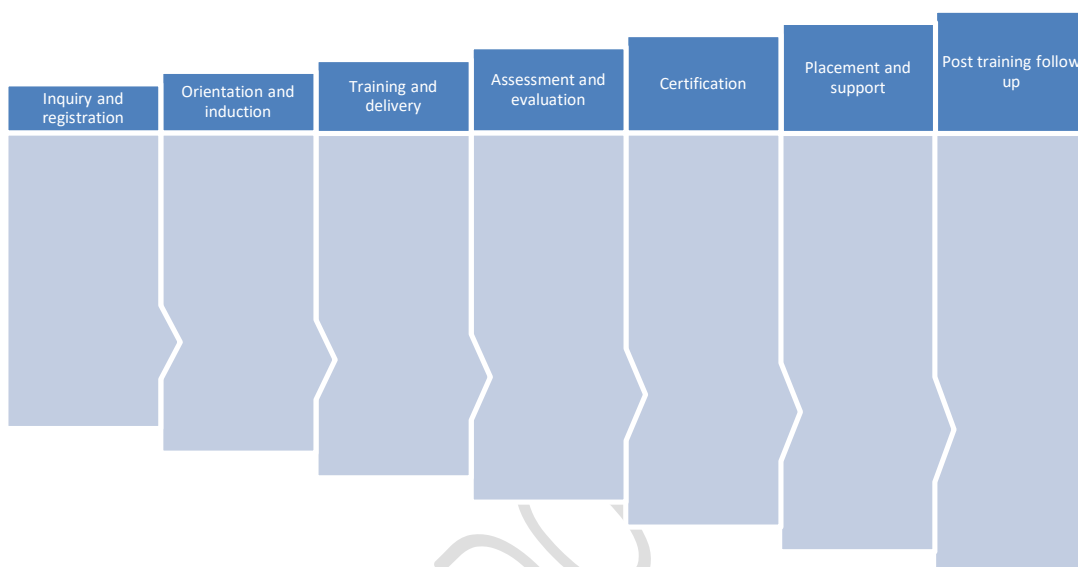 Inquiry and
registration
Orientation and
induction
Training and
delivery
Assessment and
evaluation
Certification
Placement and
support
Post training follow
up